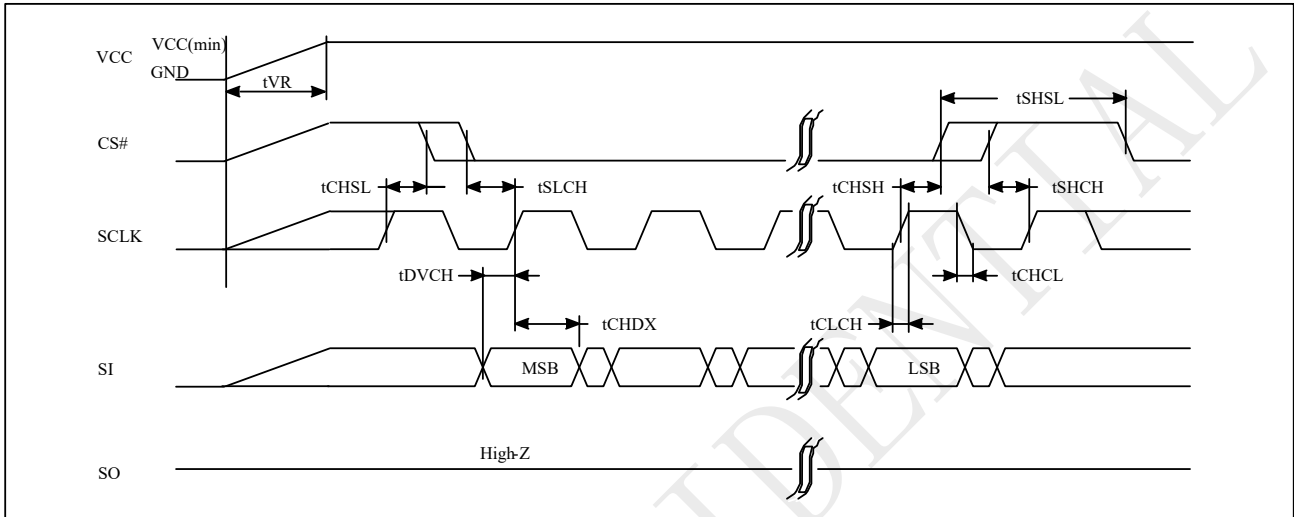 VCC
VCC(min)
GND
tVR
tSHSL
CS#
tCHSL
tSLCH
tCHSH
tSHCH
SCLK
tDVCH
tCHCL
tCHDX
tCLCH
SI
MSB
LSB
High-Z
SO
IDENTIAL